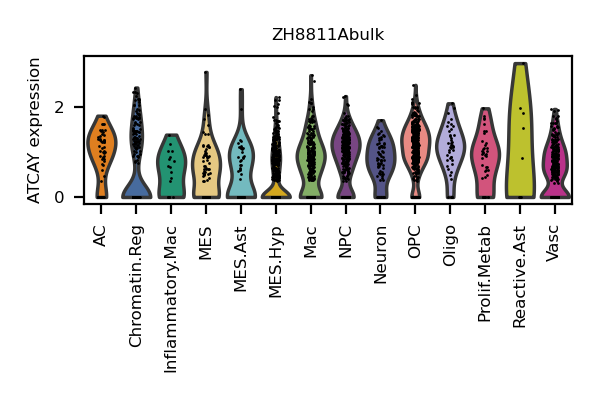 ZH8811Abulk
ATCAY expression
2
0
AC
Chromatin.Reg
Inflammatory.Mac
MES
MES.Ast
MES.Hyp
Mac
NPC
Neuron
OPC
Oligo
Prolif.Metab
Reactive.Ast
Vasc